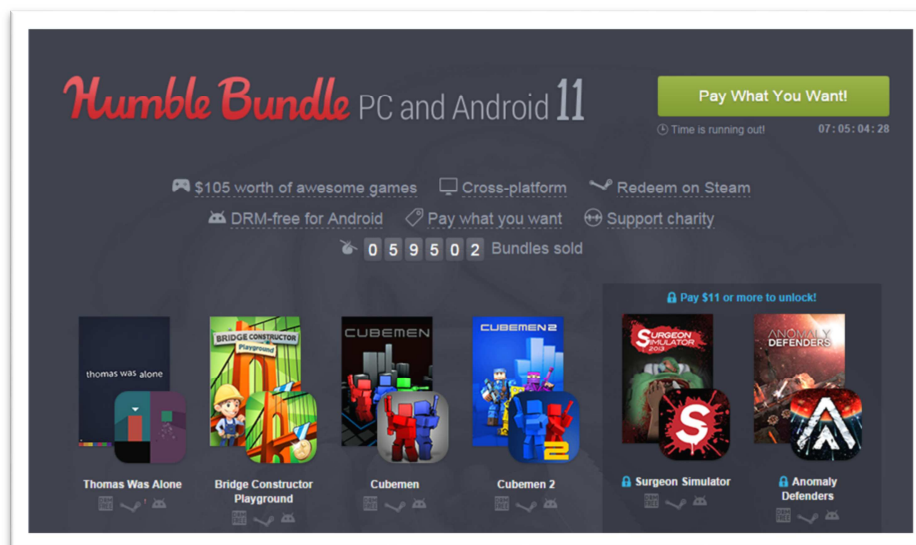 Humble Bundle PC and Android 11
Pay What You Want!
Time is running out! 07:05:04:28
$105 worth of awesome games Cross-platform Redeem on Steam
DRM-free for Android Pay what you want Support charity
059502 Bundles sold
Pay $11 or more to unlock!
thomas was alone
BRIDGE CONSTRUCTOR
Playground
CUBEMEN
CUBEMEN 2
SURGEON
SIMULATOR
2013
ANOMALY
DEFENDERS
2
S
Thomas Was Alone
Bridge Constructor
Playground
Cubemen
Cubemen 2
Surgeon Simulator
Anomaly
Defenders